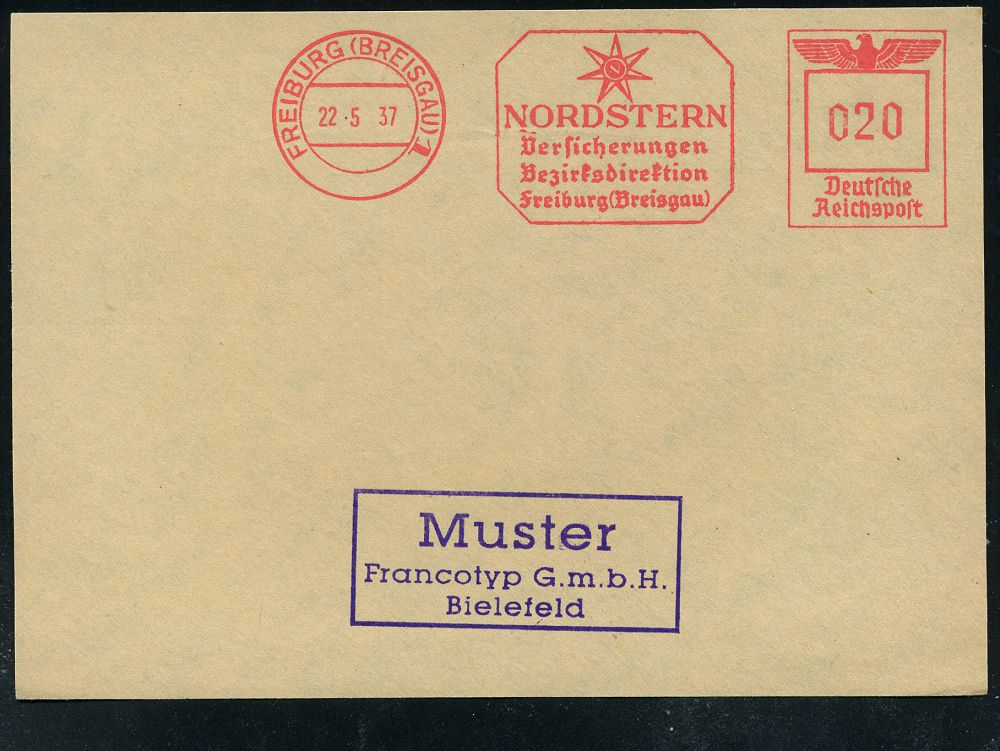 FREIBURG (BREISGAU) 1
22.5 37
N
NORDSTERN
Versicherungen
Bezirksdirektion
Freiburg (Breisgau)
020
Deutsche
Reichspost
Muster
Francotyp G.m.b.H.
Bielefeld